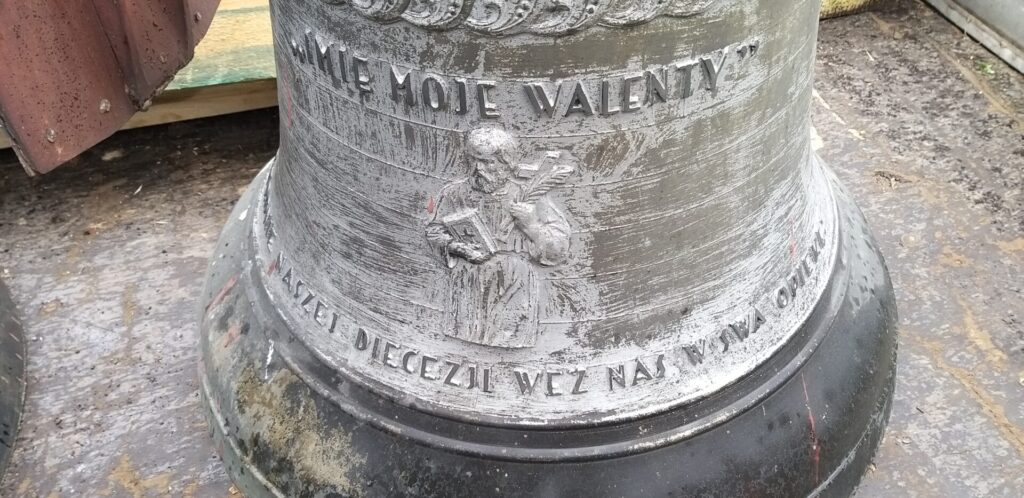 „IMIĘ MOJE WALENTY”
NASZEJ DIECEZJI WEŹ NAS W SWĄ OPIEKĘ